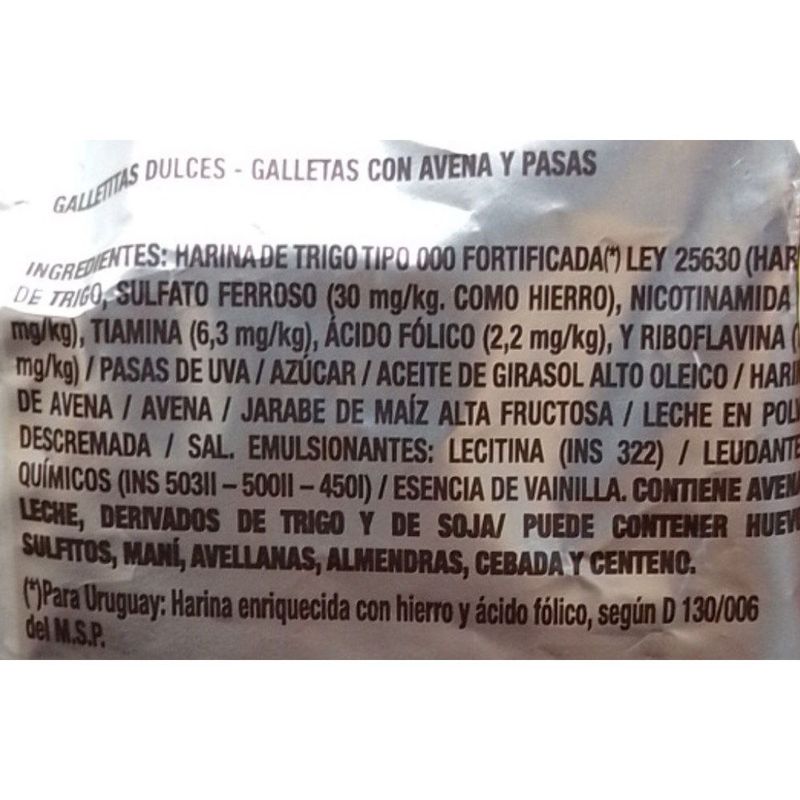 GALLETITAS DULCES - GALLETAS CON AVENA Y PASAS
INGREDIENTES: HARINA DE TRIGO TIPO 000 FORTIFICADA(*) LEY 25630 (HAR
DE TRIGO, SULFATO FERROSO (30 mg/kg. COMO HIERRO), NICOTINAMIDA
mg/kg), TIAMINA (6,3 mg/kg), ÁCIDO FÓLICO (2,2 mg/kg), Y RIBOFLAVINA (
mg/kg) / PASAS DE UVA / AZÚCAR / ACEITE DE GIRASOL ALTO OLEICO / HARI
DE AVENA / AVENA / JARABE DE MAÍZ ALTA FRUCTOSA / LECHE EN POL
DESCREMADA / SAL. EMULSIONANTES: LECITINA (INS 322) / LEUDANTE
QUÍMICOS (INS 503II – 500II – 450I) / ESENCIA DE VAINILLA. CONTIENE AVEN
LECHE, DERIVADOS DE TRIGO Y DE SOJA/ PUEDE CONTENER HUEV
SULFITOS, MANÍ, AVELLANAS, ALMENDRAS, CEBADA Y CENTENO.
(*)Para Uruguay: Harina enriquecida con hierro y ácido fólico, según D 130/006
del M.S.P.